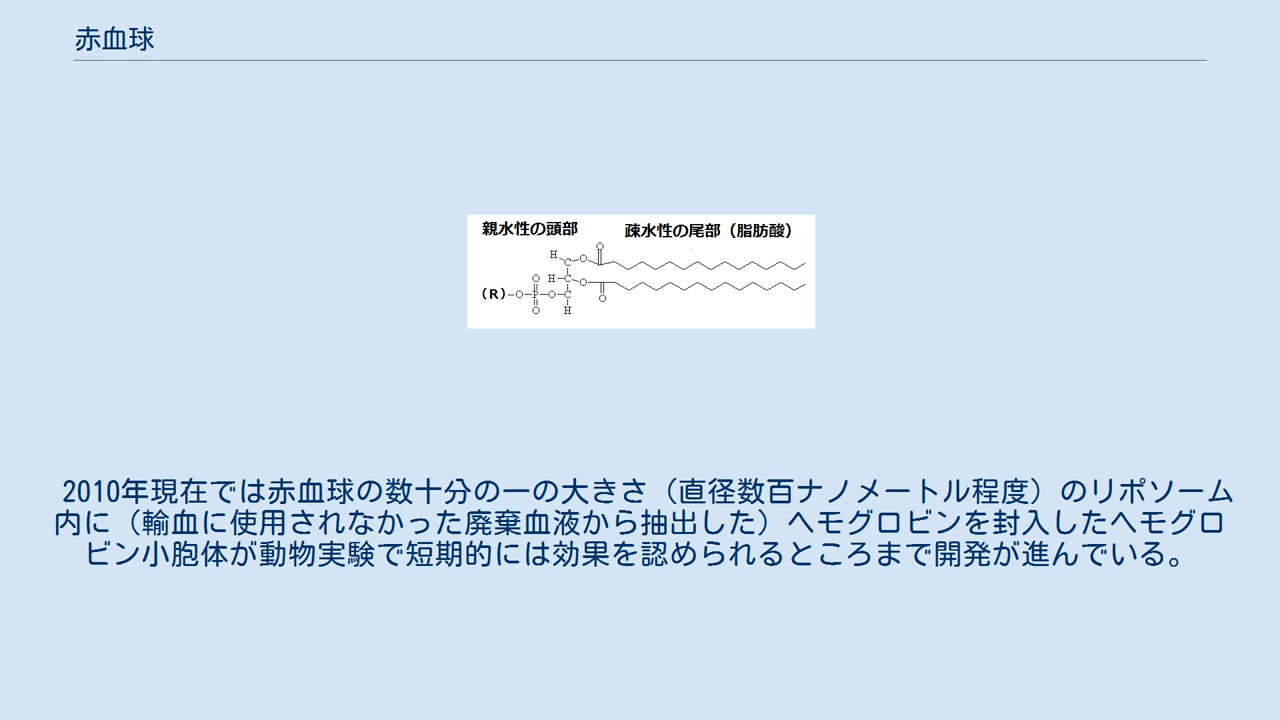 赤血球
親水性の頭部 疎水性の尾部（脂肪酸）
O
H C O
O H C O
(R) O P O C O
O H
2010年現在では赤血球の数十分の一の大きさ（直径数百ナノメートル程度）のリポソーム
内に（輸血に使用されなかった廃棄血液から抽出した）ヘモグロビンを封入したヘモグロ
ビン小胞体が動物実験で短期的には効果を認められるところまで開発が進んでいる。